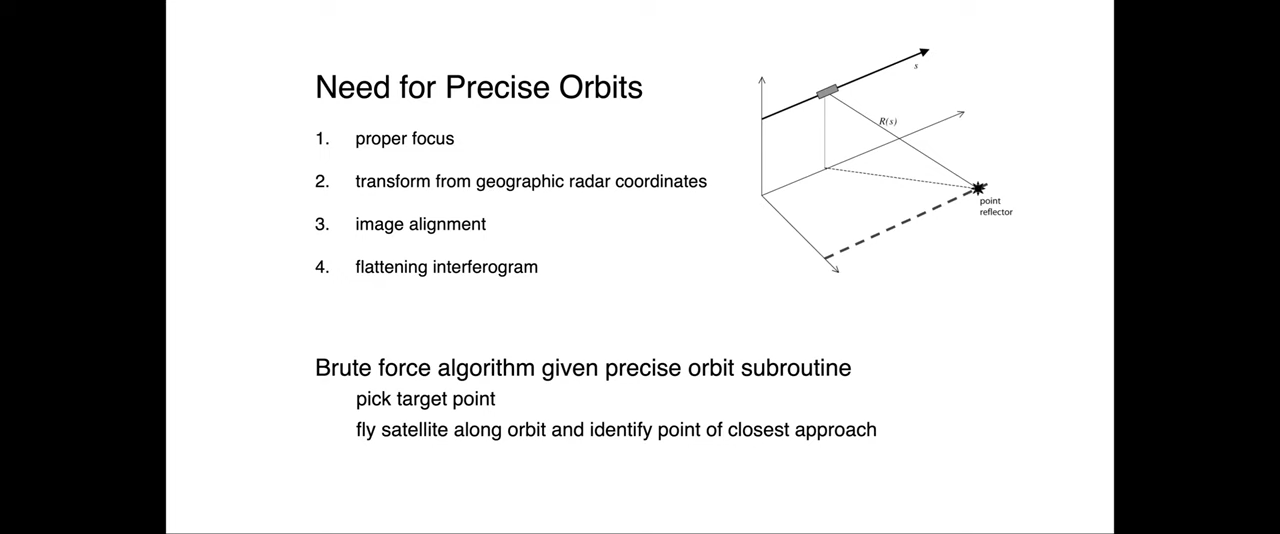 Need for Precise Orbits
1. proper focus
2. transform from geographic radar coordinates
3. image alignment
4. flattening interferogram
s
R(s)
point
reflector
Brute force algorithm given precise orbit subroutine
pick target point
fly satellite along orbit and identify point of closest approach